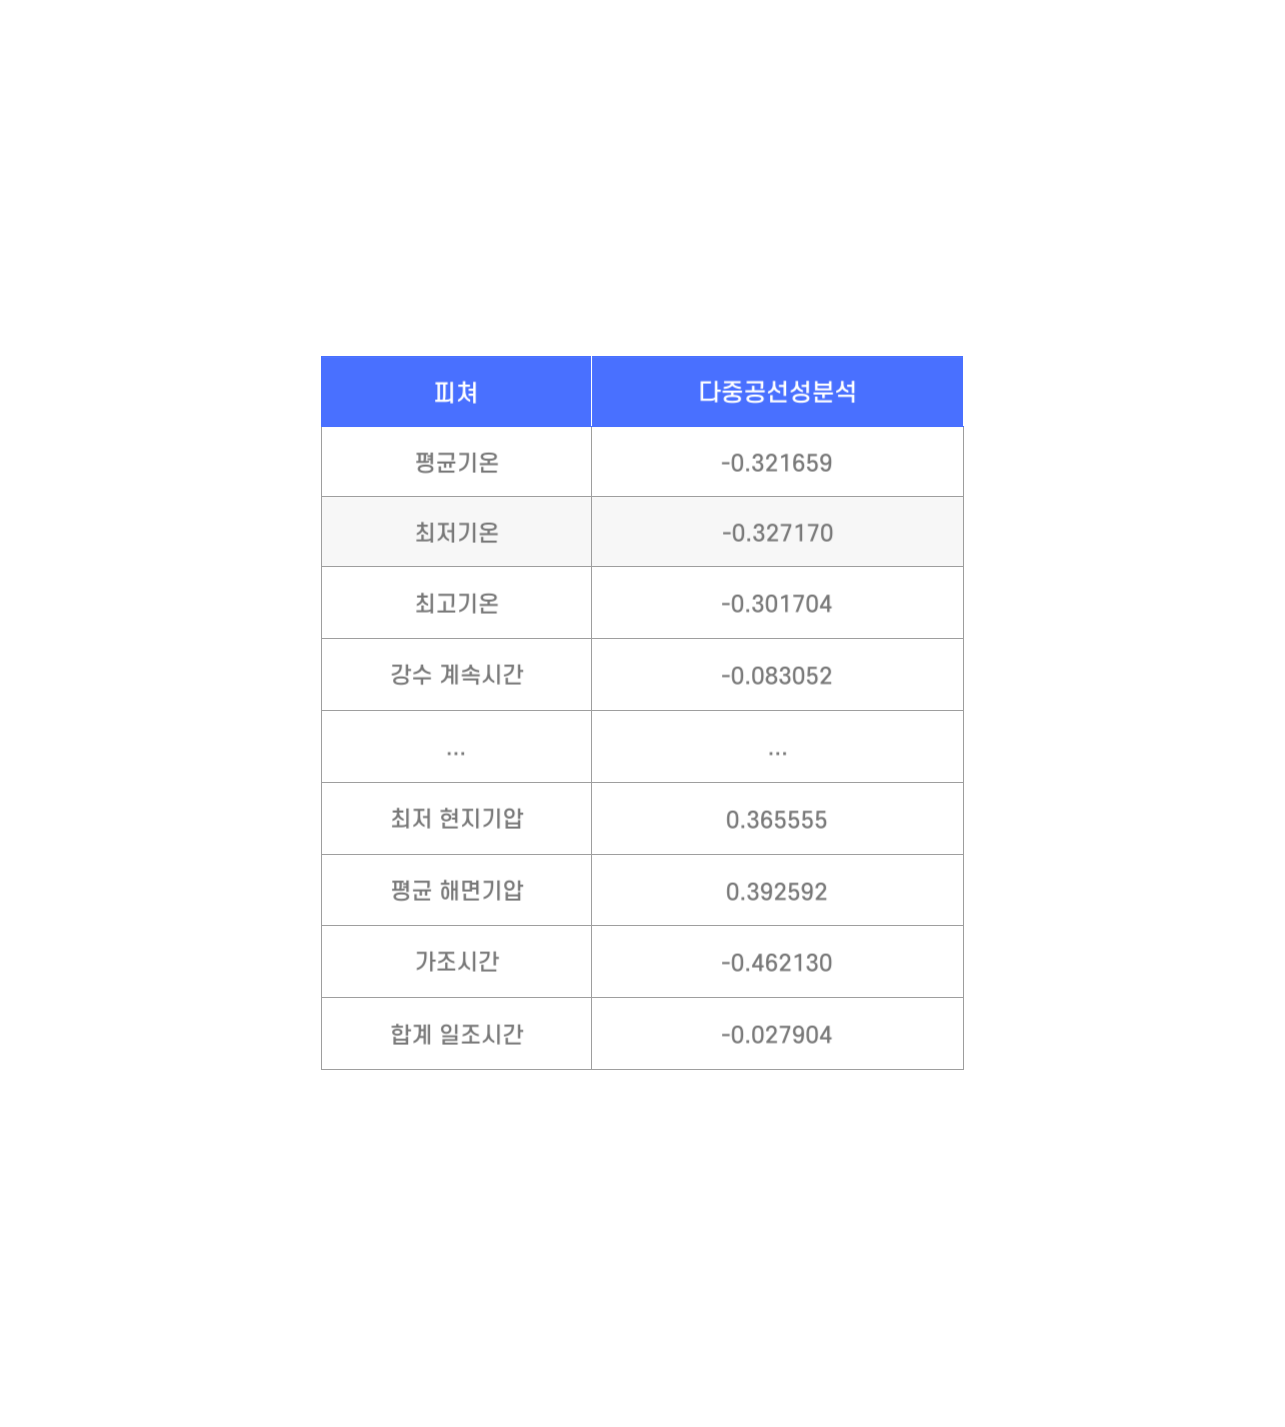 피쳐 다중공선성분석
평균기온 -0.321659
최저기온 -0.327170
최고기온 -0.301704
강수 계속시간 -0.083052
... ...
최저 현지기압 0.365555
평균 해면기압 0.392592
가조시간 -0.462130
합계 일조시간 -0.027904